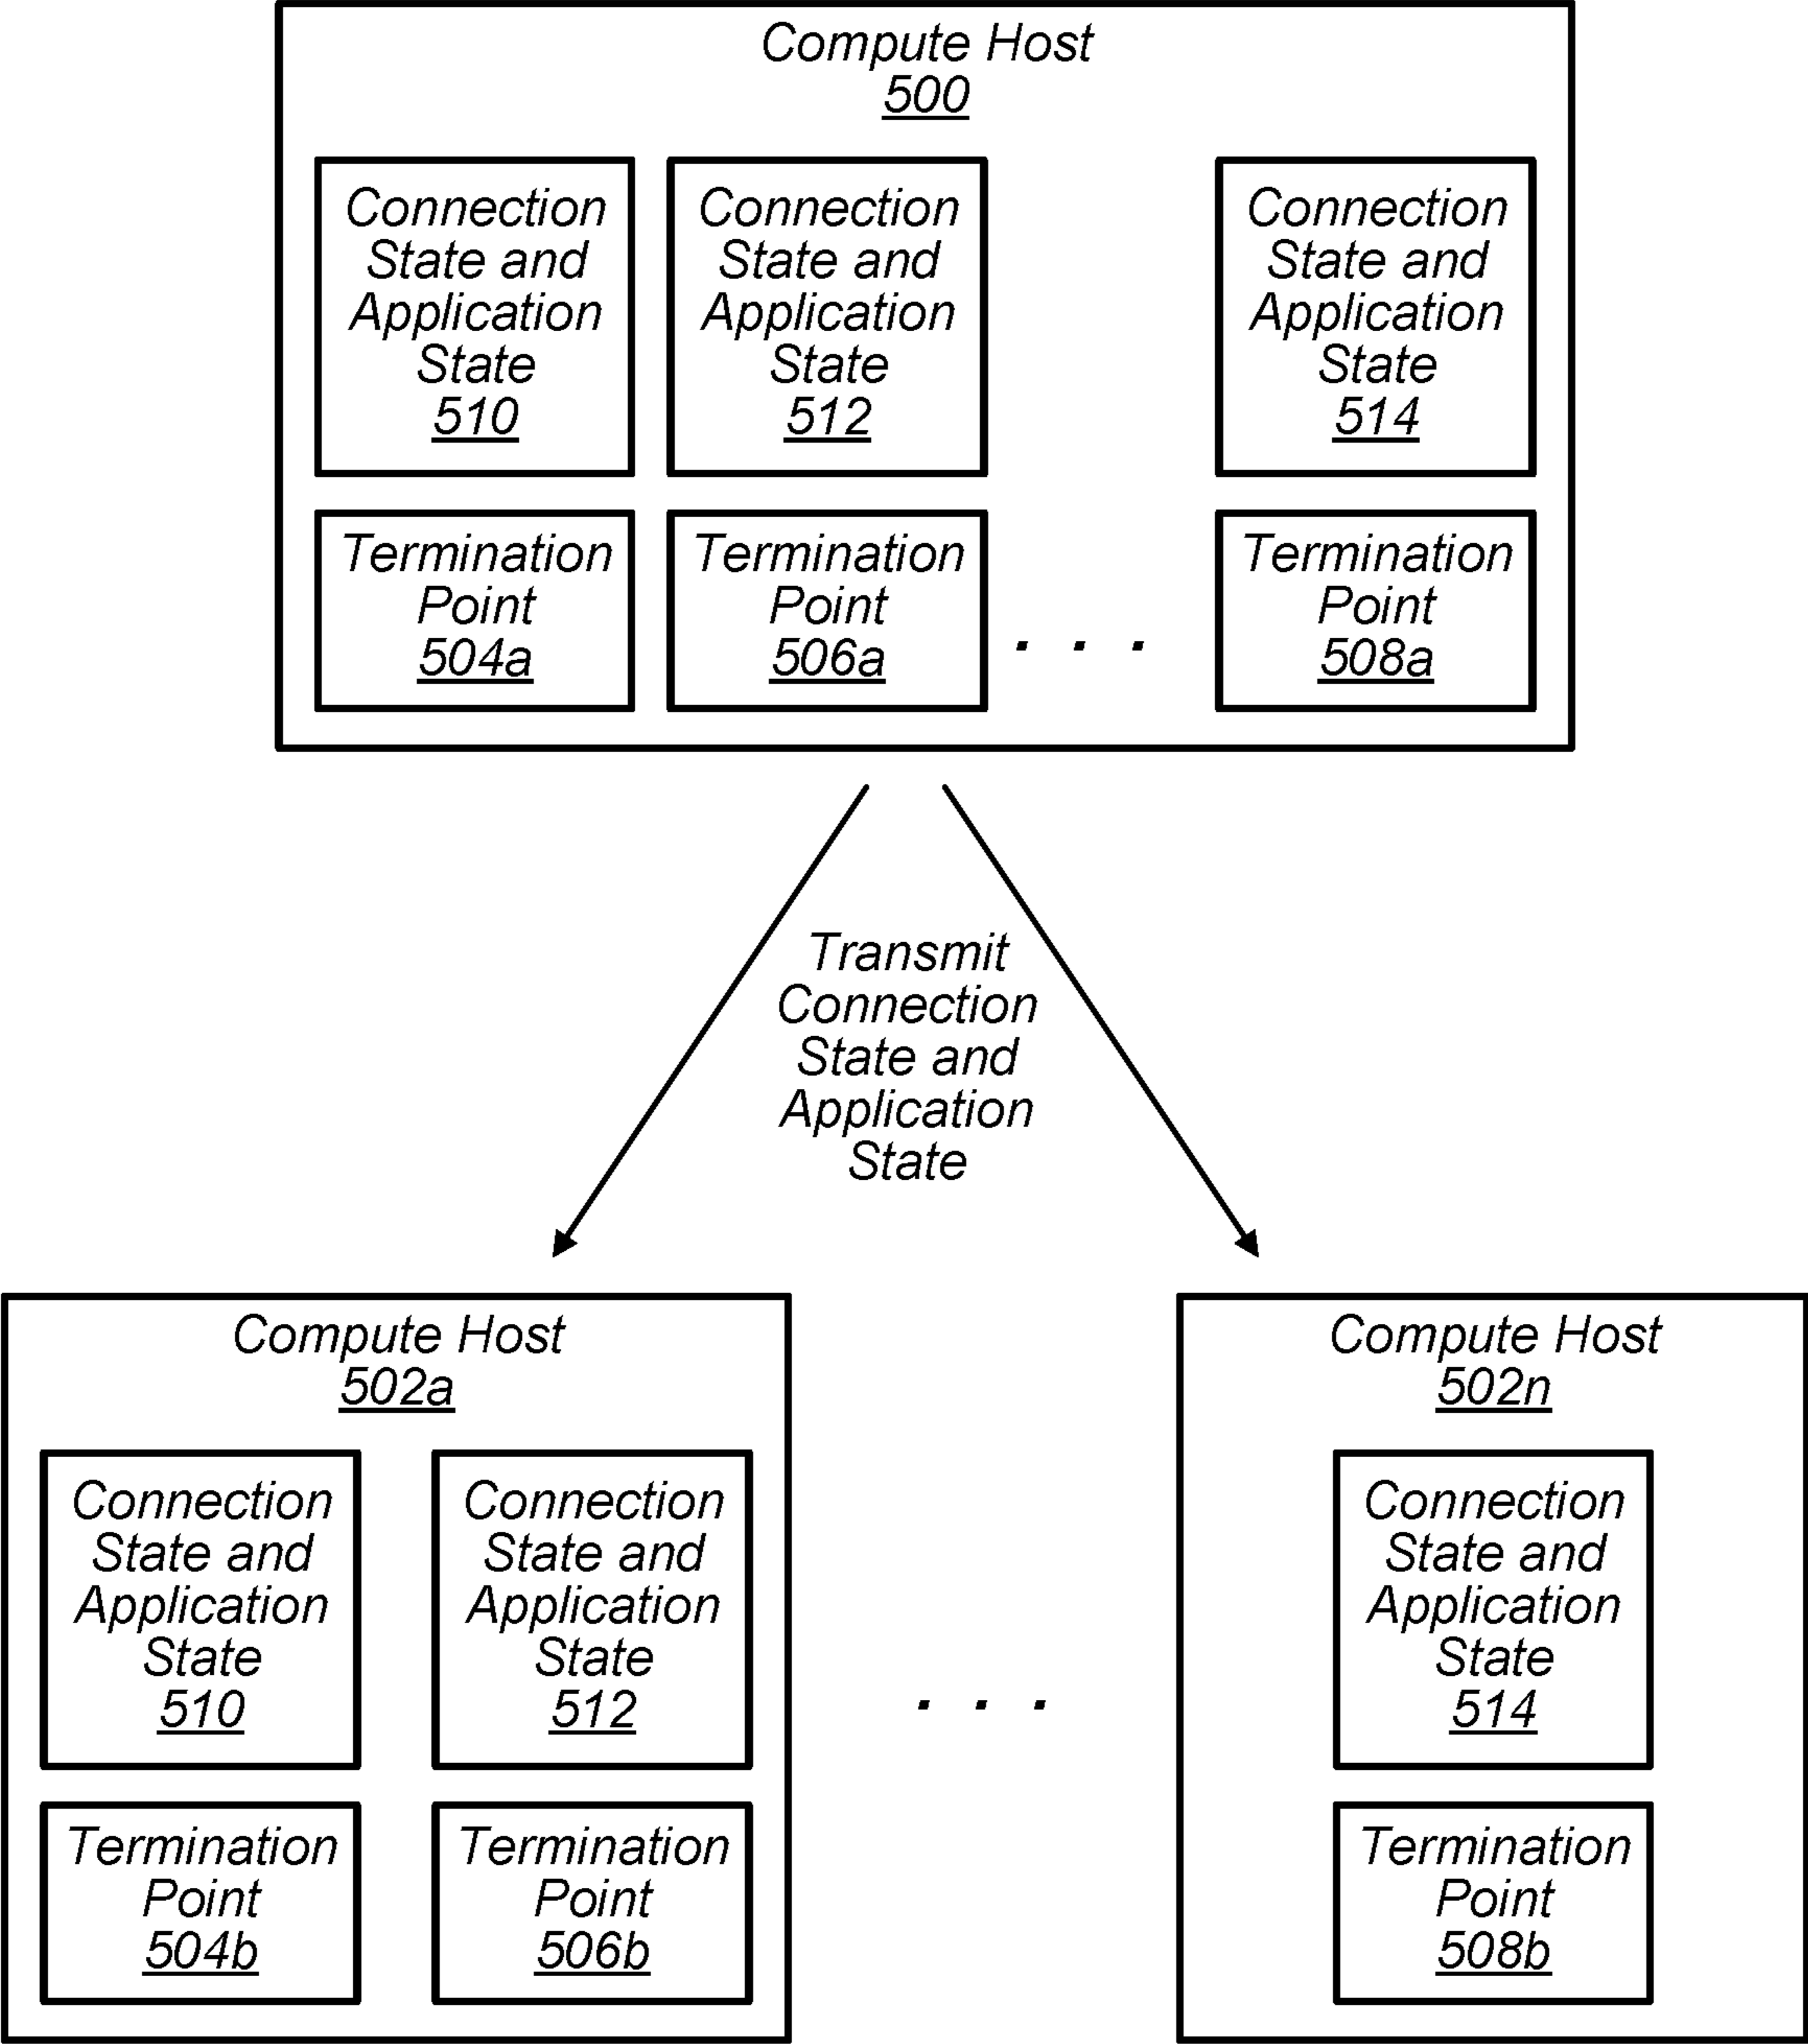 Compute Host
500
Connection
State and
Application
State
510
Connection
State and
Application
State
512
Connection
State and
Application
State
514
Termination
Point
504a
Termination
Point
506a
. . .
Termination
Point
508a
Transmit
Connection
State and
Application
State
Compute Host
502a
Connection
State and
Application
State
510
Connection
State and
Application
State
512
Termination
Point
504b
Termination
Point
506b
. . .
Compute Host
502n
Connection
State and
Application
State
514
Termination
Point
508b